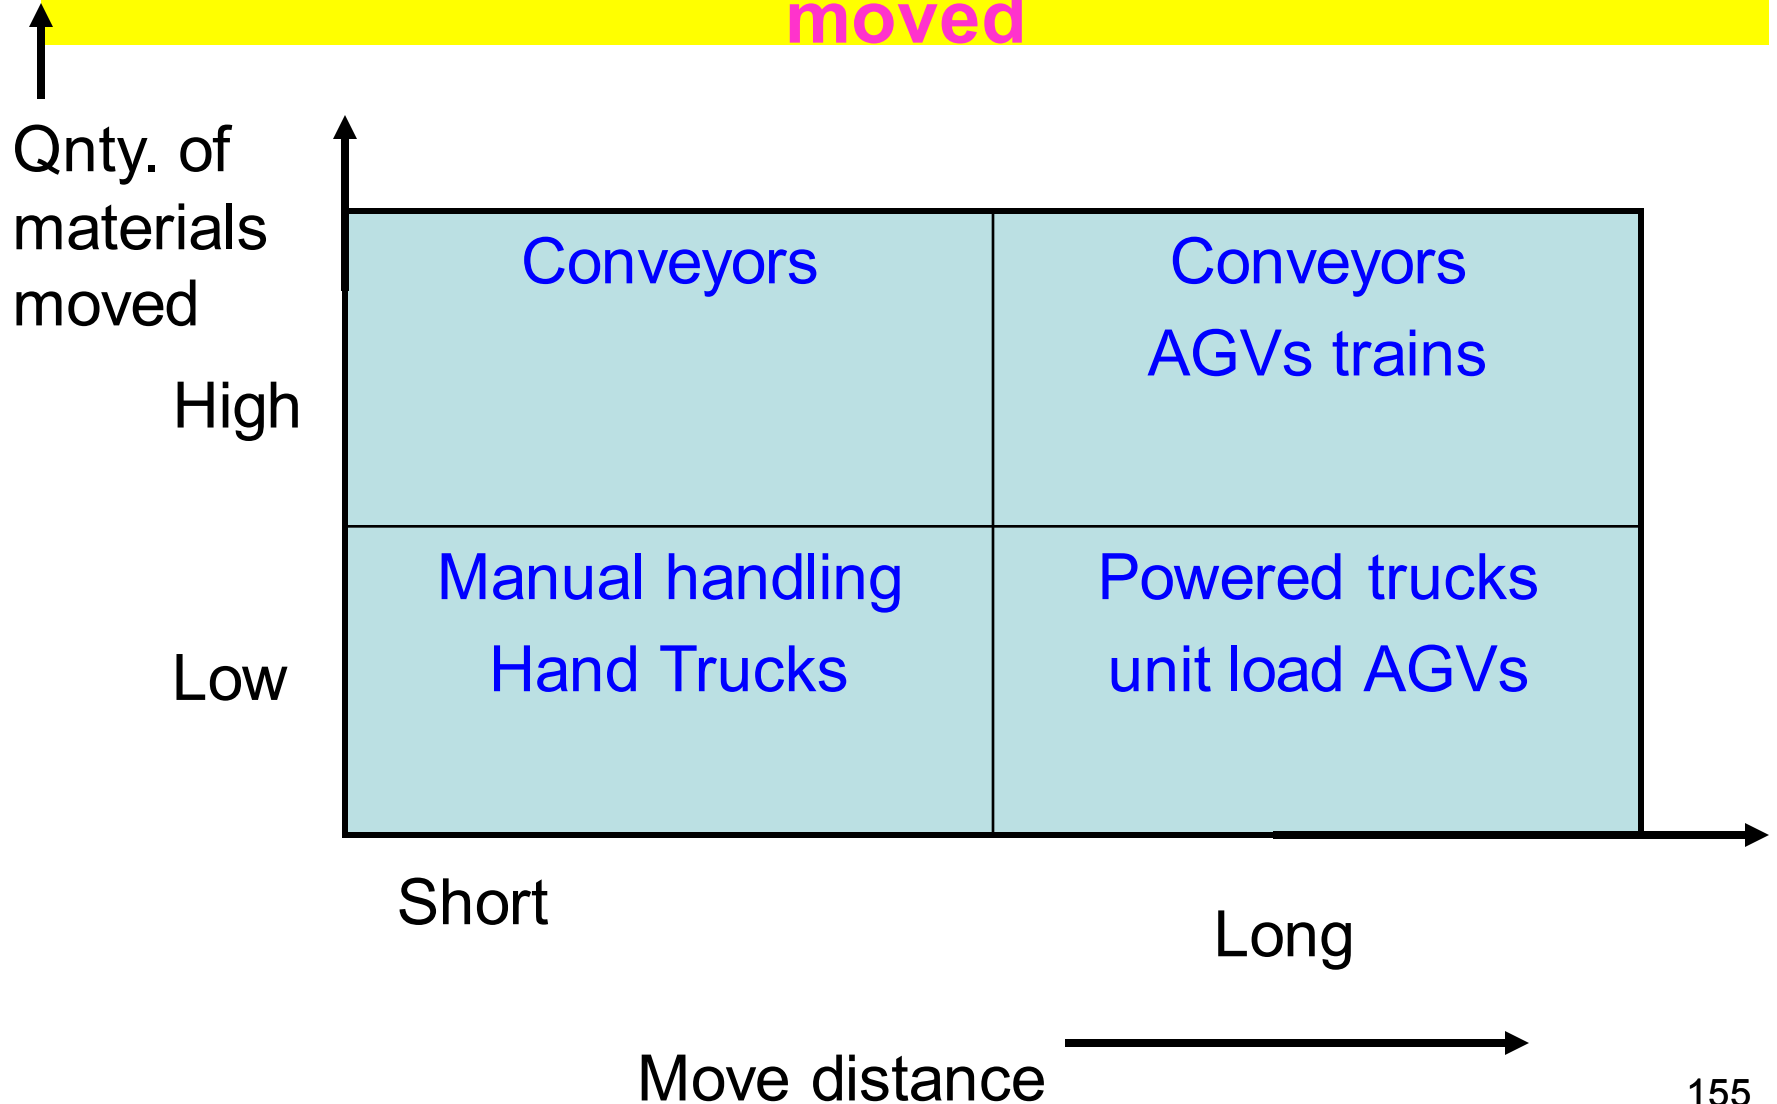 moved
Qnty. of
materials
moved
High
Low
Conveyors
Conveyors
AGVs trains
Manual handling
Hand Trucks
Powered trucks
unit load AGVs
Short
Long
Move distance
155